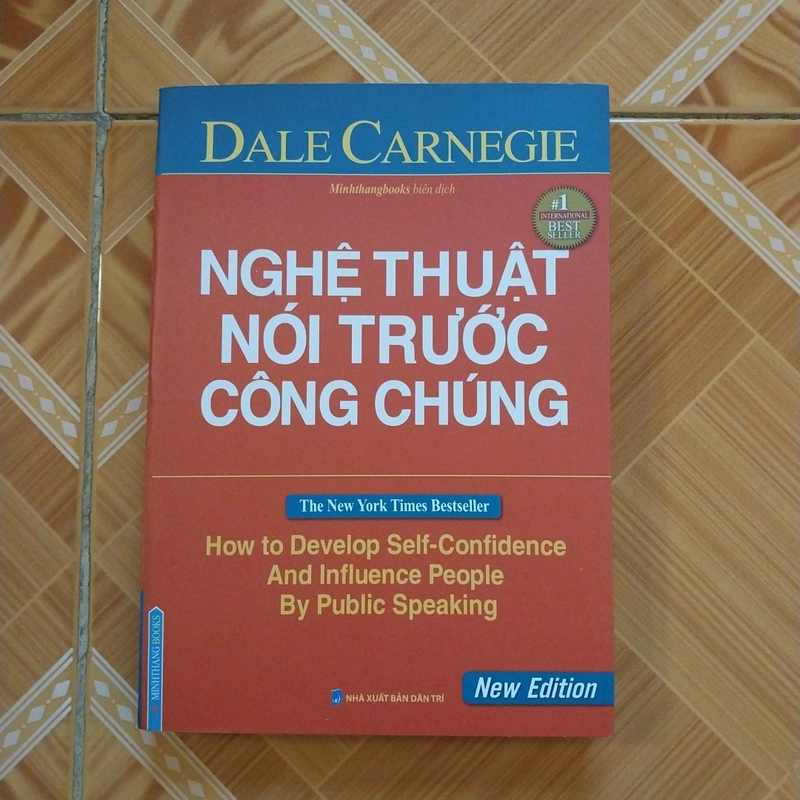 DALE CARNEGIE
Minhthangbooks biên dịch
#1
INTERNATIONAL
BEST
SELLER
NGHỆ THUẬT
NÓI TRƯỚC
CÔNG CHÚNG
The New York Times Bestseller
How to Develop Self-Confidence
And Influence People
By Public Speaking
MINHTHANG BOOKS
NHÀ XUẤT BẢN DÂN TRÍ
New Edition